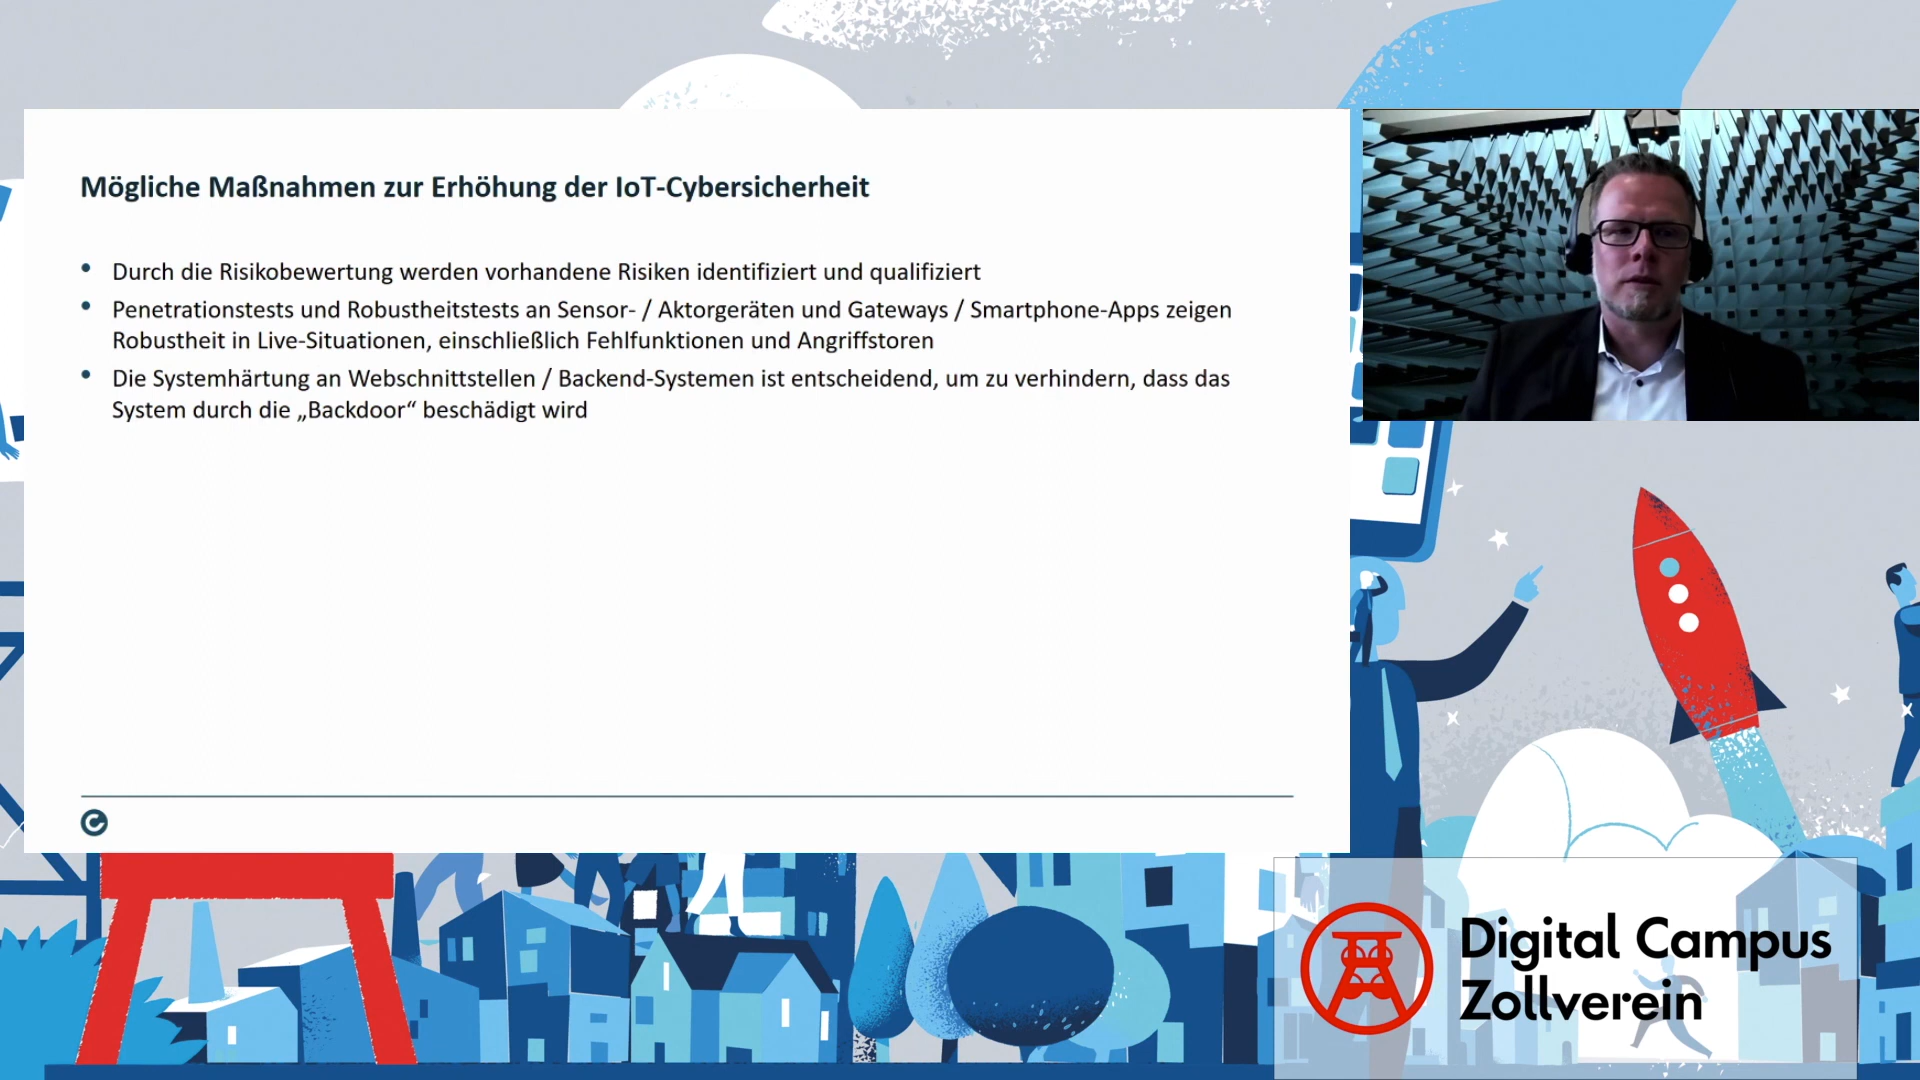 Mögliche Maßnahmen zur Erhöhung der IoT-Cybersicherheit
• Durch die Risikobewertung werden vorhandene Risiken identifiziert und qualifiziert
• Penetrationstests und Robustheitstests an Sensor- / Aktorgeräten und Gateways / Smartphone-Apps zeigen
Robustheit in Live-Situationen, einschließlich Fehlfunktionen und Angriffstoren
• Die Systemhärtung an Webschnittstellen / Backend-Systemen ist entscheidend, um zu verhindern, dass das
System durch die „Backdoor“ beschädigt wird
Digital Campus
Zollverein